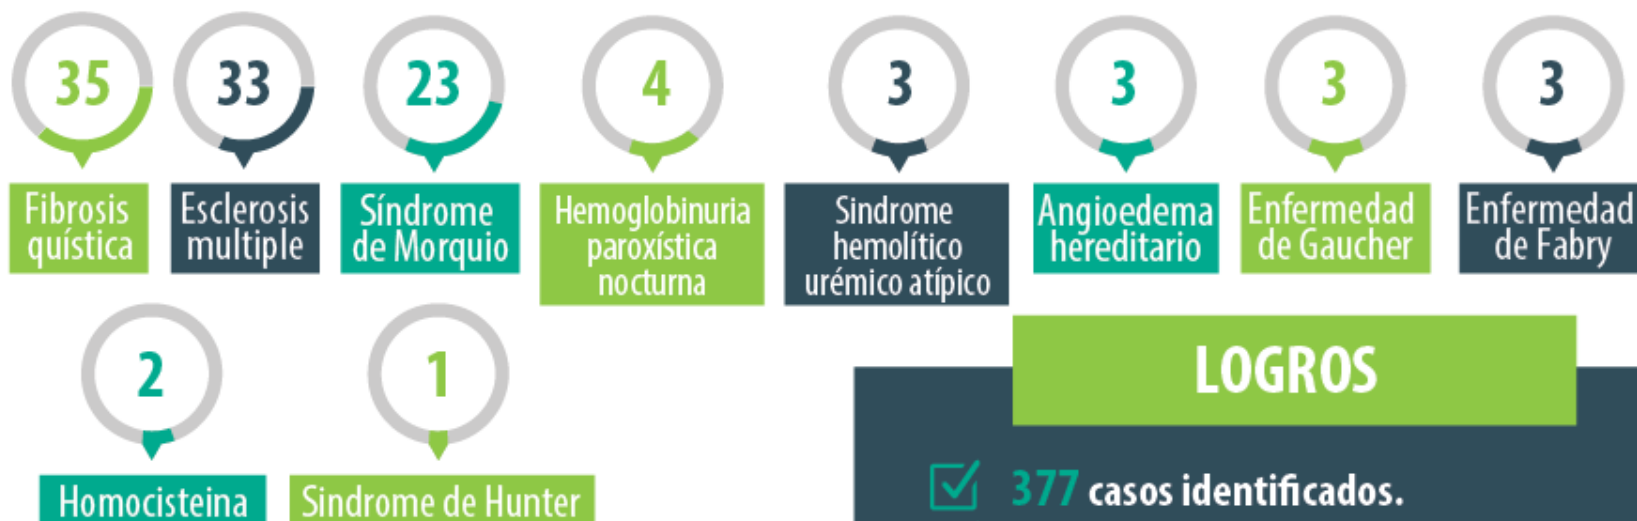 35
Fibrosis
quística
33
Esclerosis
multiple
23
Síndrome
de Morquio
4
Hemoglobinuria
paroxística
nocturna
3
Sindrome
hemolítico
urémico atípico
3
Angioedema
hereditario
3
Enfermedad
de Gaucher
3
Enfermedad
de Fabry
2
Homocisteina
1
Sindrome de Hunter
LOGROS
377 casos identificados.